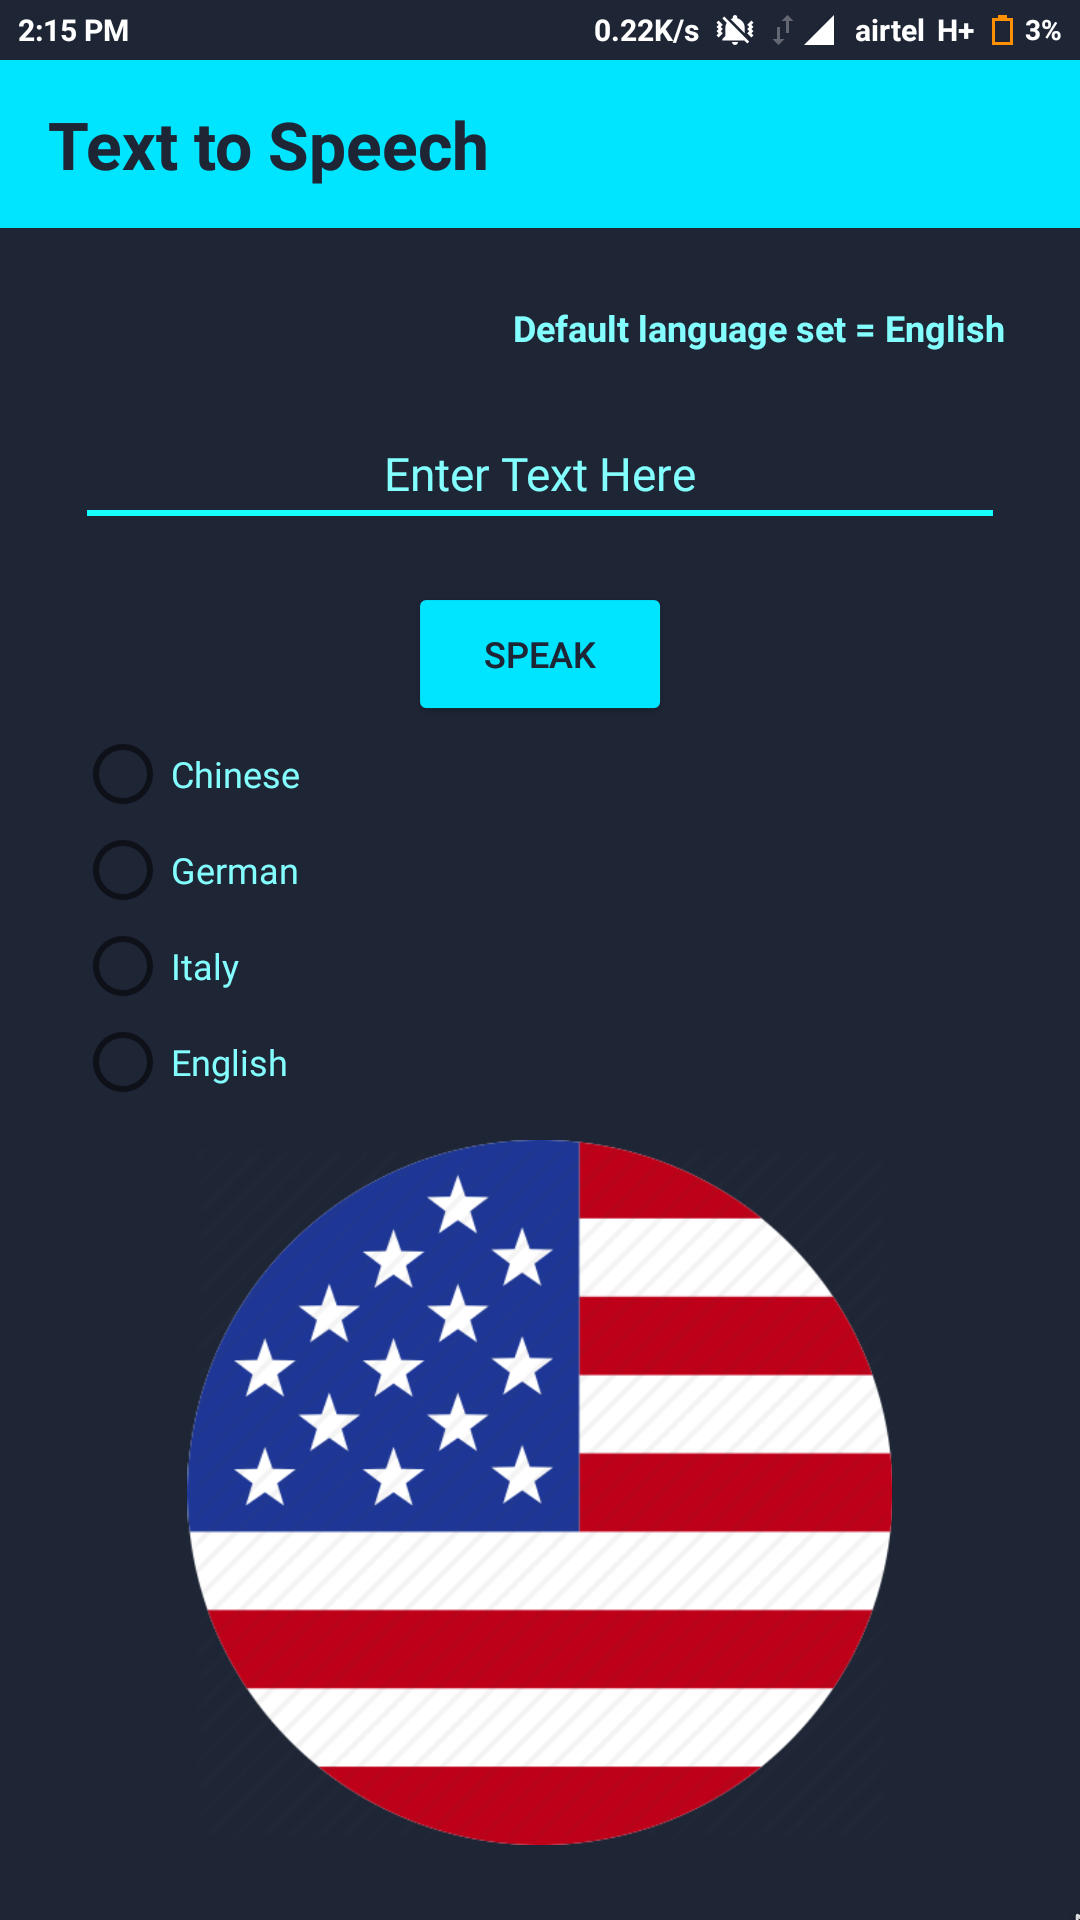 2:15 PM 0.22K/s airtel H+ 3%
Text to Speech
Default language set = English
Enter Text Here
SPEAK
Chinese
German
Italy
English